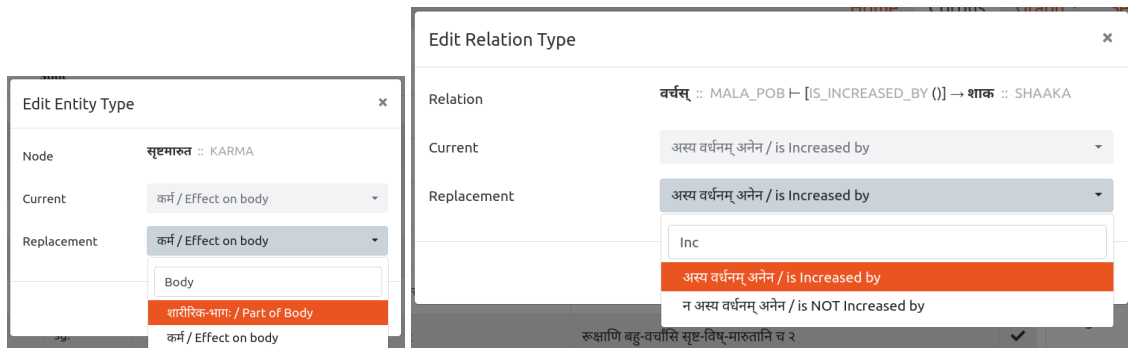 Edit Entity Type ×
Node सृष्टमारुत :: KARMA
Current कर्म / Effect on body
Replacement कर्म / Effect on body
Body
शारीरिक-भागः / Part of Body
कर्म / Effect on body
Edit Relation Type ×
Relation वर्चस् :: MALA_POB ⊢ [IS_INCREASED_BY ()] → शाक :: SHAAKA
Current अस्य वर्धनम् अनेन / is Increased by
Replacement अस्य वर्धनम् अनेन / is Increased by
Inc
अस्य वर्धनम् अनेन / is Increased by
न अस्य वर्धनम् अनेन / is NOT Increased by
रूक्षाणि बहु-वर्चांसि सृष्ट-विष्-मारुतानि च २